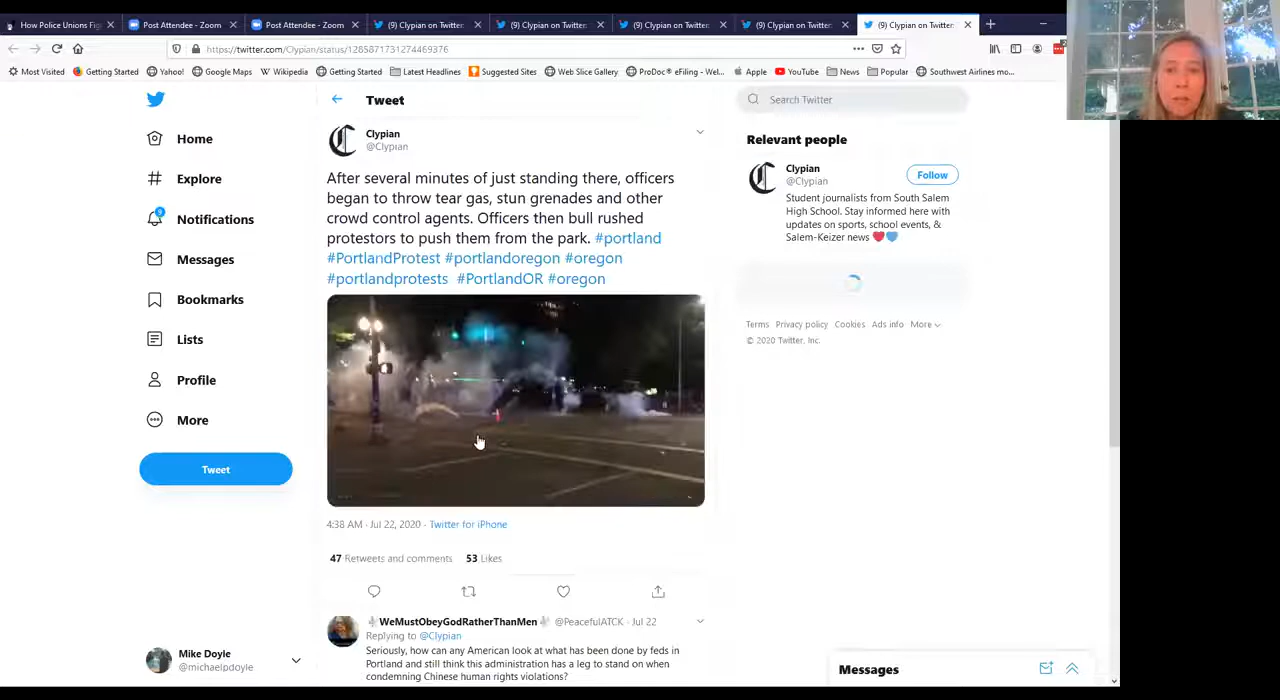 How Police Unions Fi
Post Attendee - Zoom
Post Attendee - Zoom
(9) Clypian on Twitter:
(9) Clypian on Twitter:
(9) Clypian on Twitter:
(9) Clypian on Twitter:
(9) Clypian on Twitter:
https://twitter.com/Clypian/status/1285871731274469376
Most Visited
Getting Started
Yahoo!
Google Maps
Wikipedia
Getting Started
Latest Headlines
Suggested Sites
Web Slice Gallery
ProDoc® eFiling - Wel...
Apple
YouTube
News
Popular
Southwest Airlines mo...
Home
Explore
9
Notifications
Messages
Bookmarks
Lists
Profile
More
Tweet
Mike Doyle
@michaelpdoyle
Tweet
Clypian
@Clypian
After several minutes of just standing there, officers
began to throw tear gas, stun grenades and other
crowd control agents. Officers then bull rushed
protestors to push them from the park. #portland
#PortlandProtest #portlandoregon #oregon
#portlandprotests #PortlandOR #oregon
4:38 AM · Jul 22, 2020 · Twitter for iPhone
47 Retweets and comments 53 Likes
WeMustObeyGodRatherThanMen @PeacefulATCK · Jul 22
Replying to @Clypian
Seriously, how can any American look at what has been done by feds in
Portland and still think this administration has a leg to stand on when
condemning Chinese human rights violations?
Search Twitter
Relevant people
Clypian
@Clypian
Follow
Student journalists from South Salem
High School. Stay informed here with
updates on sports, school events, &
Salem-Keizer news
Terms Privacy policy Cookies Ads info More
© 2020 Twitter, Inc.
Messages